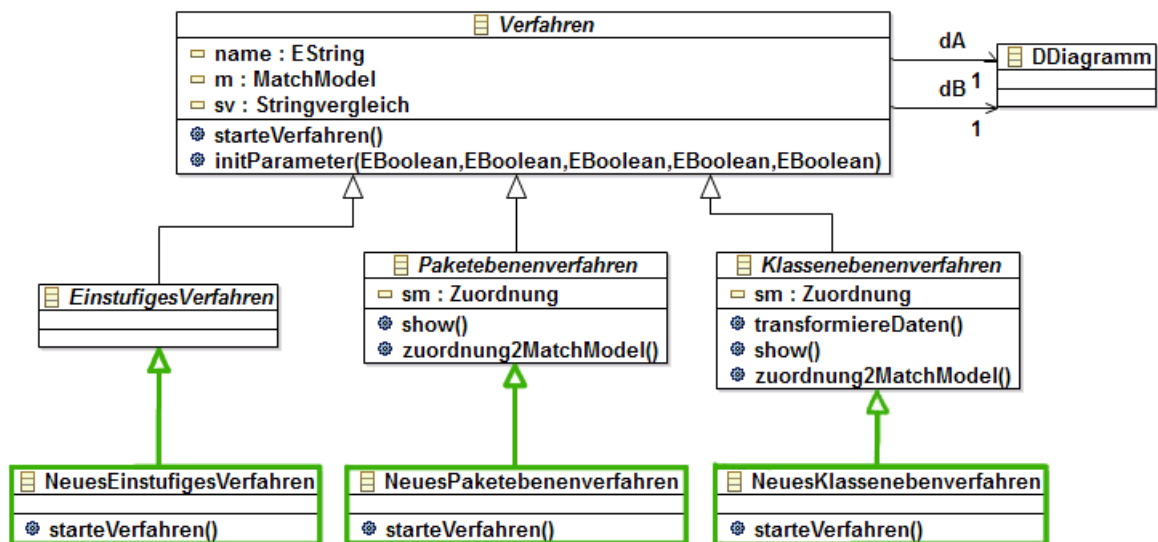 Verfahren
name : EString
m : MatchModel
sv : Stringvergleich
starteVerfahren()
initParameter(EBoolean,EBoolean,EBoolean,EBoolean,EBoolean)
dA
1
dB
1
DDiagramm
EinstufigesVerfahren
Paketebenenverfahren
sm : Zuordnung
show()
zuordnung2MatchModel()
Klassenebenenverfahren
sm : Zuordnung
transformiereDaten()
show()
zuordnung2MatchModel()
NeuesEinstufigesVerfahren
starteVerfahren()
NeuesPaketebenenverfahren
starteVerfahren()
NeuesKlassenebenverfahren
starteVerfahren()